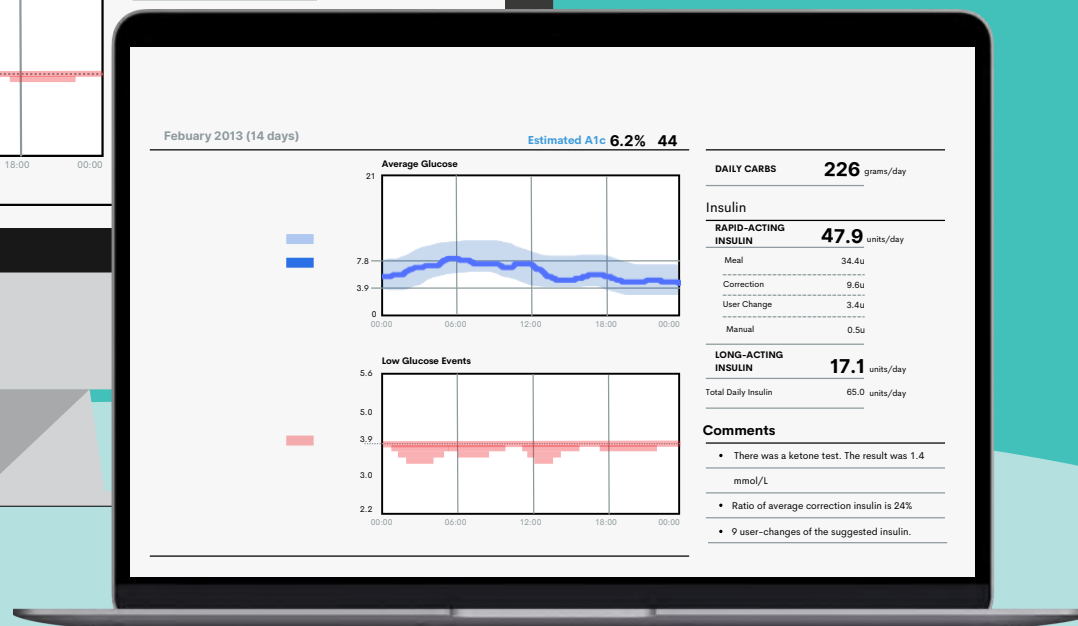 18:00 00:00
Febuary 2013 (14 days)
Estimated A1c 6.2% 44
Average Glucose
21
7.8
3.9
0
00:00 06:00 12:00 18:00 00:00
Low Glucose Events
5.6
5.0
3.9
3.0
2.2
00:00 06:00 12:00 18:00 00:00
DAILY CARBS 226 grams/day
Insulin
RAPID-ACTING
INSULIN 47.9 units/day
Meal 34.4u
Correction 9.6u
User Change 3.4u
Manual 0.5u
LONG-ACTING
INSULIN 17.1 units/day
Total Daily Insulin 65.0 units/day
Comments
• There was a ketone test. The result was 1.4
mmol/L
• Ratio of average correction insulin is 24%
• 9 user-changes of the suggested insulin.